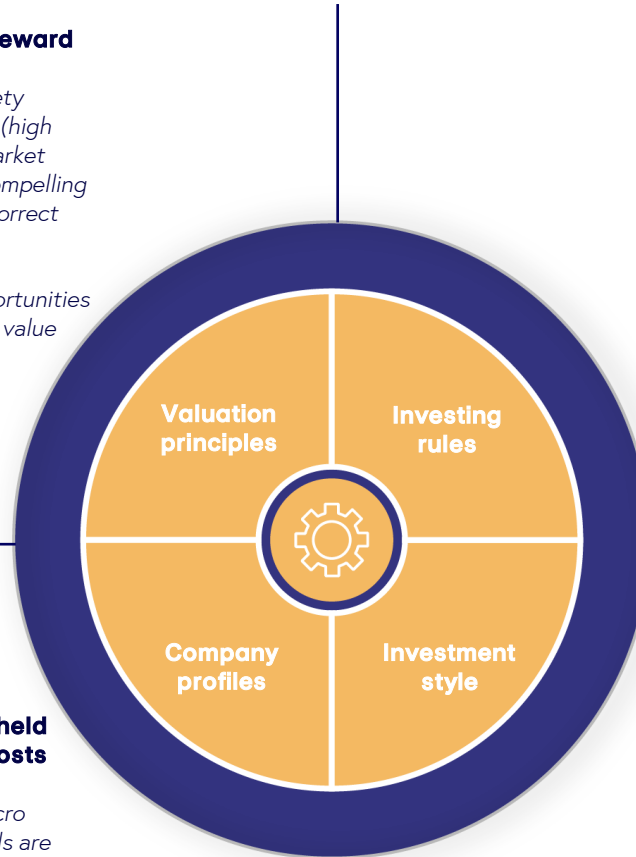 eward
ety
(high
arket
ompelling
orrect
ortunities
value
Valuation
principles
Investing
rules
Company
profiles
Investment
style
held
osts
cro
ls are